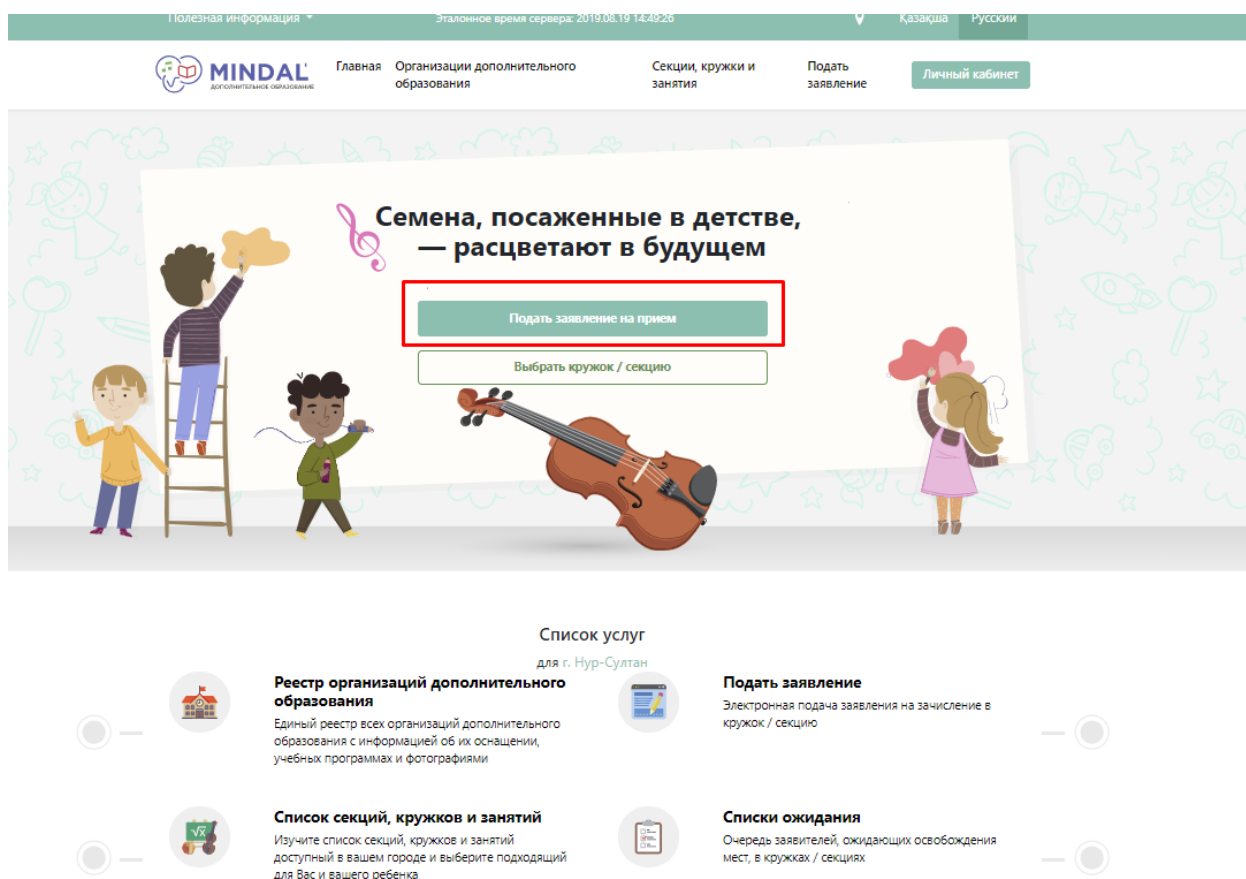 Полезная информация
Эталонное время сервера: 2019.08.19 14:49:26
Қазақша
Русский
MINDAL
ДОПОЛНИТЕЛЬНОЕ ОБРАЗОВАНИЕ
Главная
Организации дополнительного
образования
Секции, кружки и
занятия
Подать
заявление
Личный кабинет
Семена, посаженные в детстве,
— расцветают в будущем
Подать заявление на прием
Выбрать кружок / секцию
Список услуг
для г. Нур-Султан
Реестр организаций дополнительного
образования
Единый реестр всех организаций дополнительного
образования с информацией об их оснащении,
учебных программах и фотографиями
Подать заявление
Электронная подача заявления на зачисление в
кружок / секцию
Список секций, кружков и занятий
Изучите список секций, кружков и занятий
доступный в вашем городе и выберите подходящий
для Вас и вашего ребенка
Списки ожидания
Очередь заявителей, ожидающих освобождения
мест, в кружках / секциях